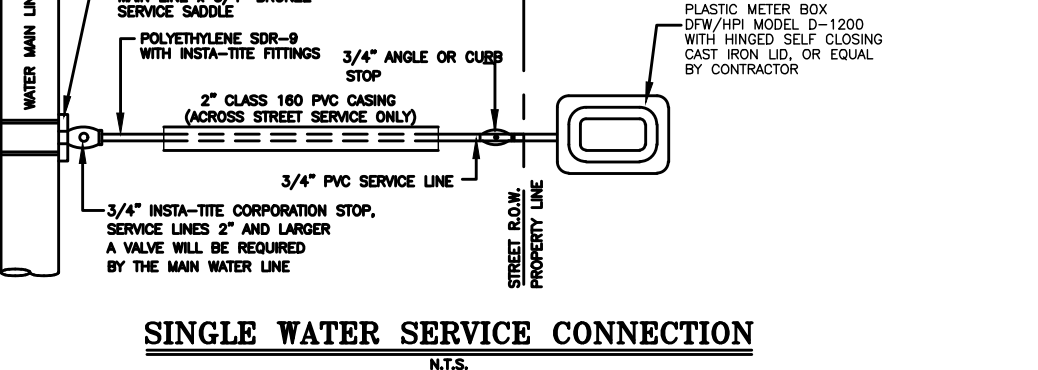 SERVICE SADDLE
POLYETHYLENE SDR-9
WITH INSTA-TITE FITTINGS
3/4" ANGLE OR CURB
STOP
2" CLASS 160 PVC CASING
(ACROSS STREET SERVICE ONLY)
3/4" PVC SERVICE LINE
3/4" INSTA-TITE CORPORATION STOP,
SERVICE LINES 2" AND LARGER
A VALVE WILL BE REQUIRED
BY THE MAIN WATER LINE
WATER MAIN
STREET R.O.W.
PROPERTY LINE
PLASTIC METER BOX
DFW/HPI MODEL D-1200
WITH HINGED SELF CLOSING
CAST IRON LID, OR EQUAL
BY CONTRACTOR
SINGLE WATER SERVICE CONNECTION
N.T.S.